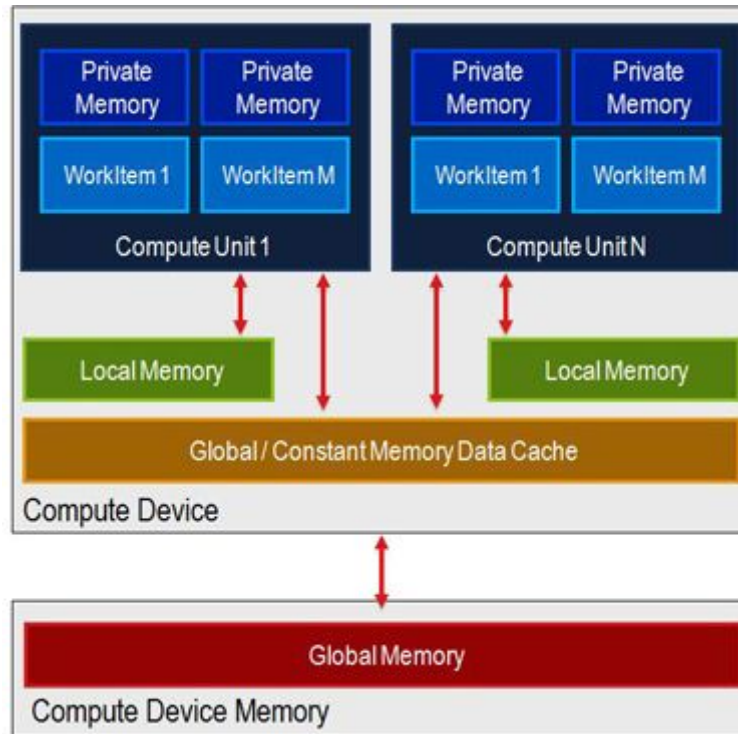 Private Memory
Private Memory
Private Memory
Private Memory
WorkItem 1
WorkItem M
WorkItem 1
WorkItem M
Compute Unit 1
Compute Unit N
Local Memory
Local Memory
Global / Constant Memory Data Cache
Compute Device
Global Memory
Compute Device Memory